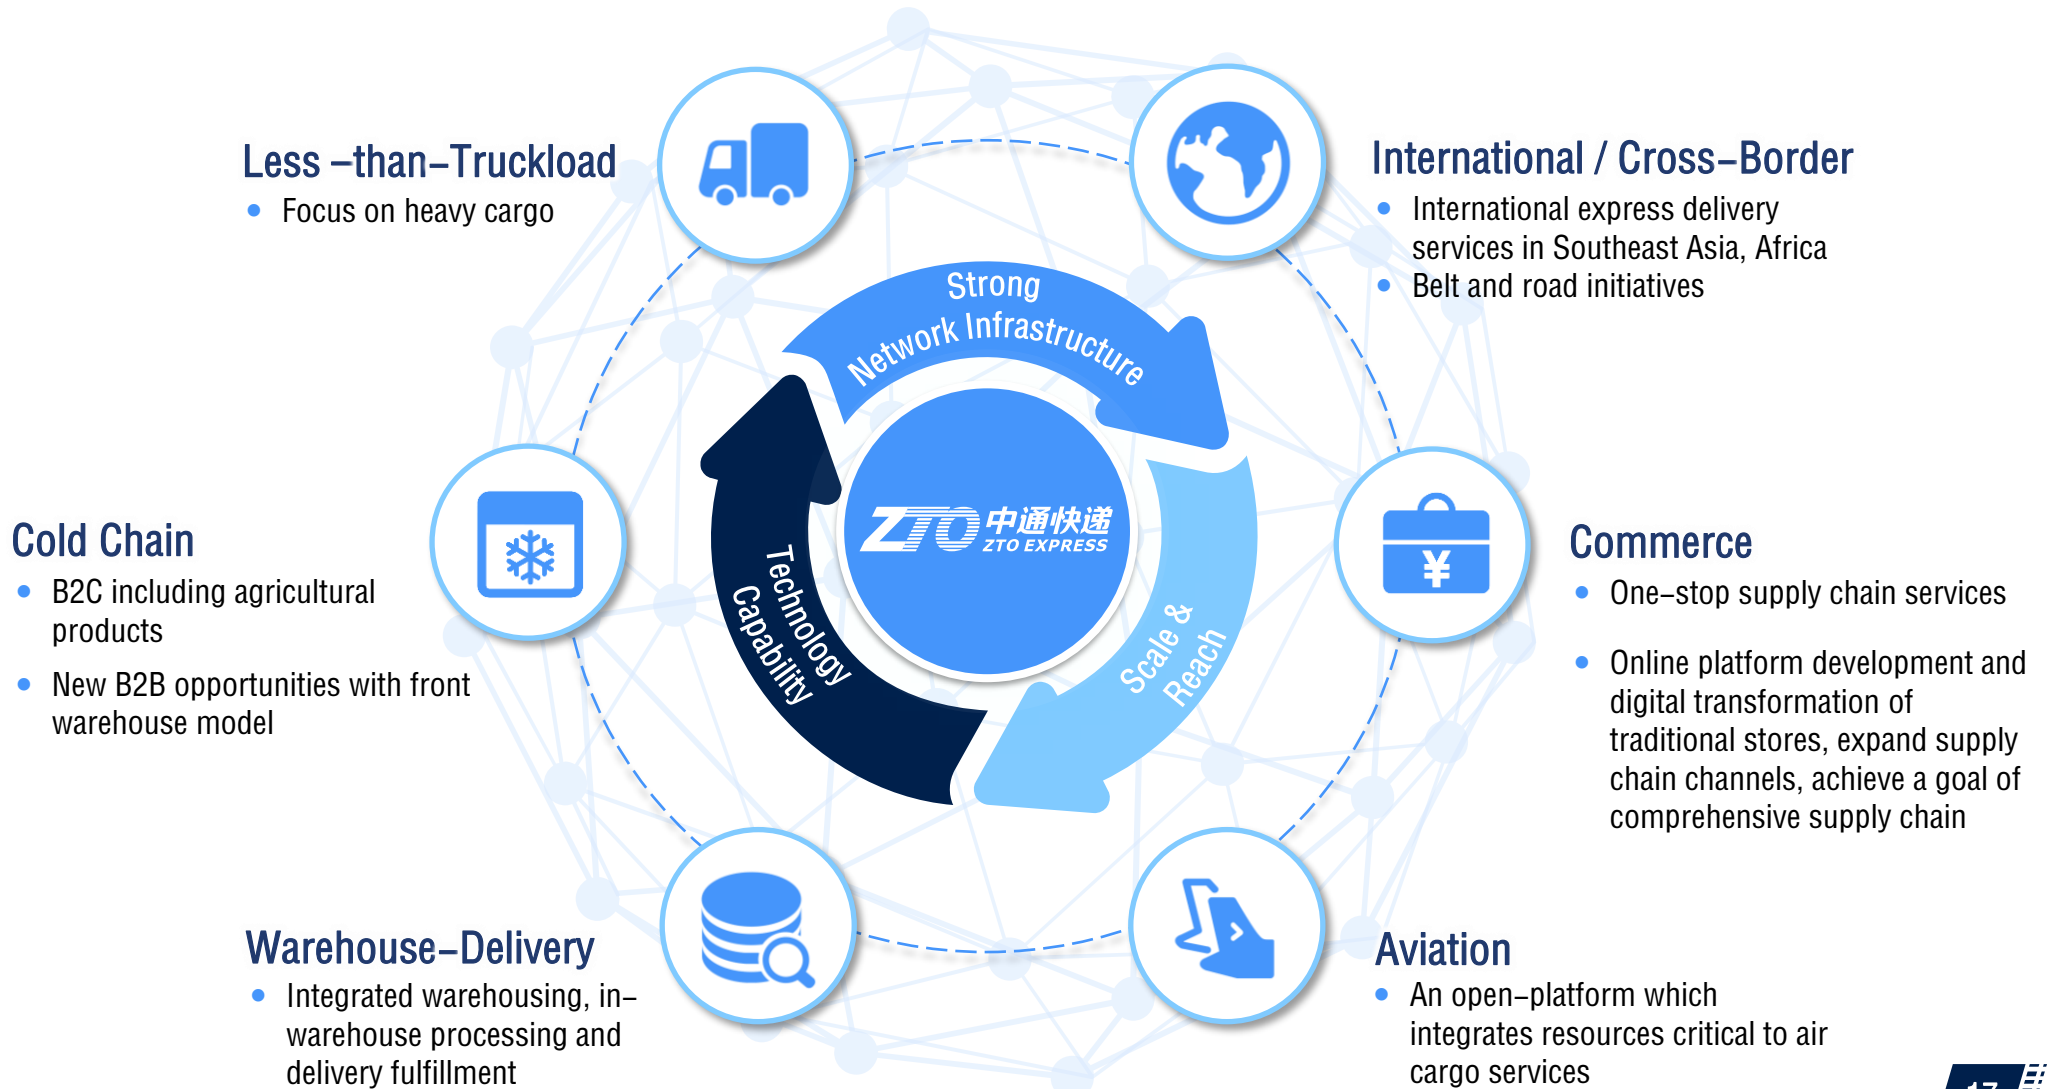 Less –than–Truckload
• Focus on heavy cargo
International / Cross–Border
• International express delivery
services in Southeast Asia, Africa
• Belt and road initiatives
Strong
Network Infrastructure
Technology
Capability
Scale &
Reach
ZTO 中通快递
ZTO EXPRESS
Cold Chain
• B2C including agricultural
products
• New B2B opportunities with front
warehouse model
Commerce
• One–stop supply chain services
• Online platform development and
digital transformation of
traditional stores, expand supply
chain channels, achieve a goal of
comprehensive supply chain
¥
Warehouse–Delivery
• Integrated warehousing, in–
warehouse processing and
delivery fulfillment
Aviation
• An open–platform which
integrates resources critical to air
cargo services
17